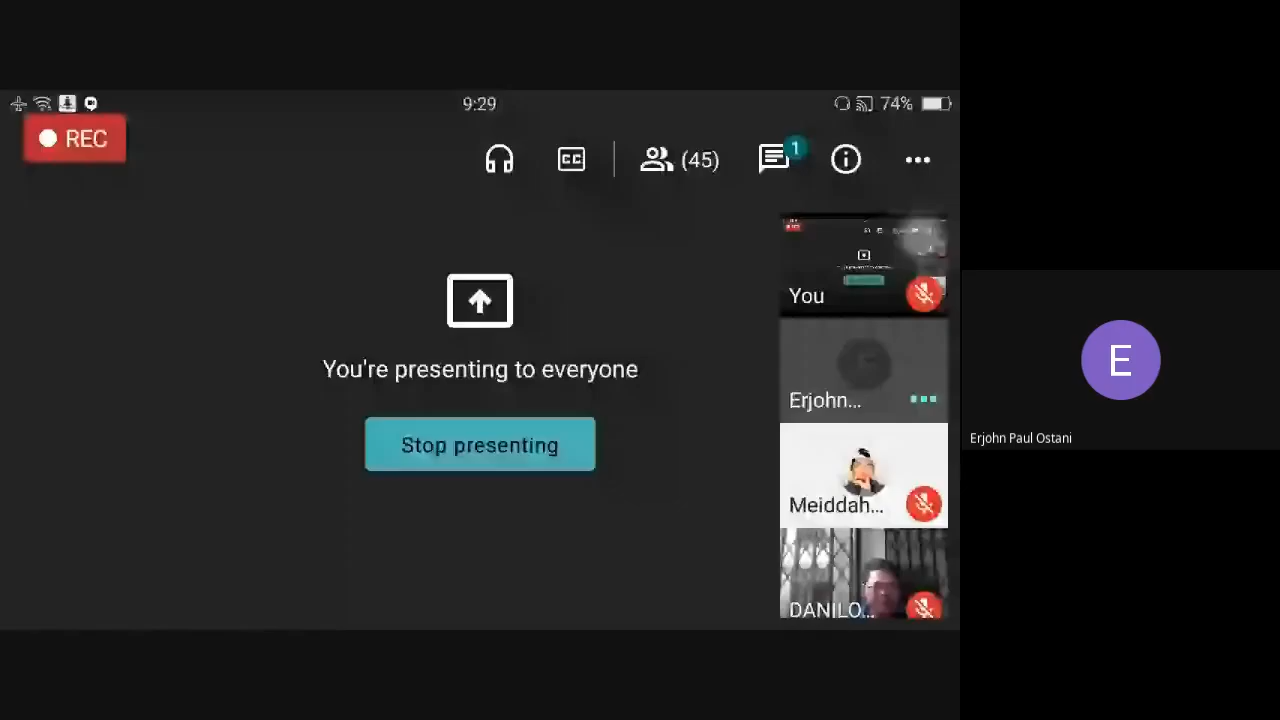 9:29
74%
REC
CC
(45)
1
You
You're presenting to everyone
Erjohn...
Stop presenting
Meiddah...
DANILO...
E
Erjohn Paul Ostani